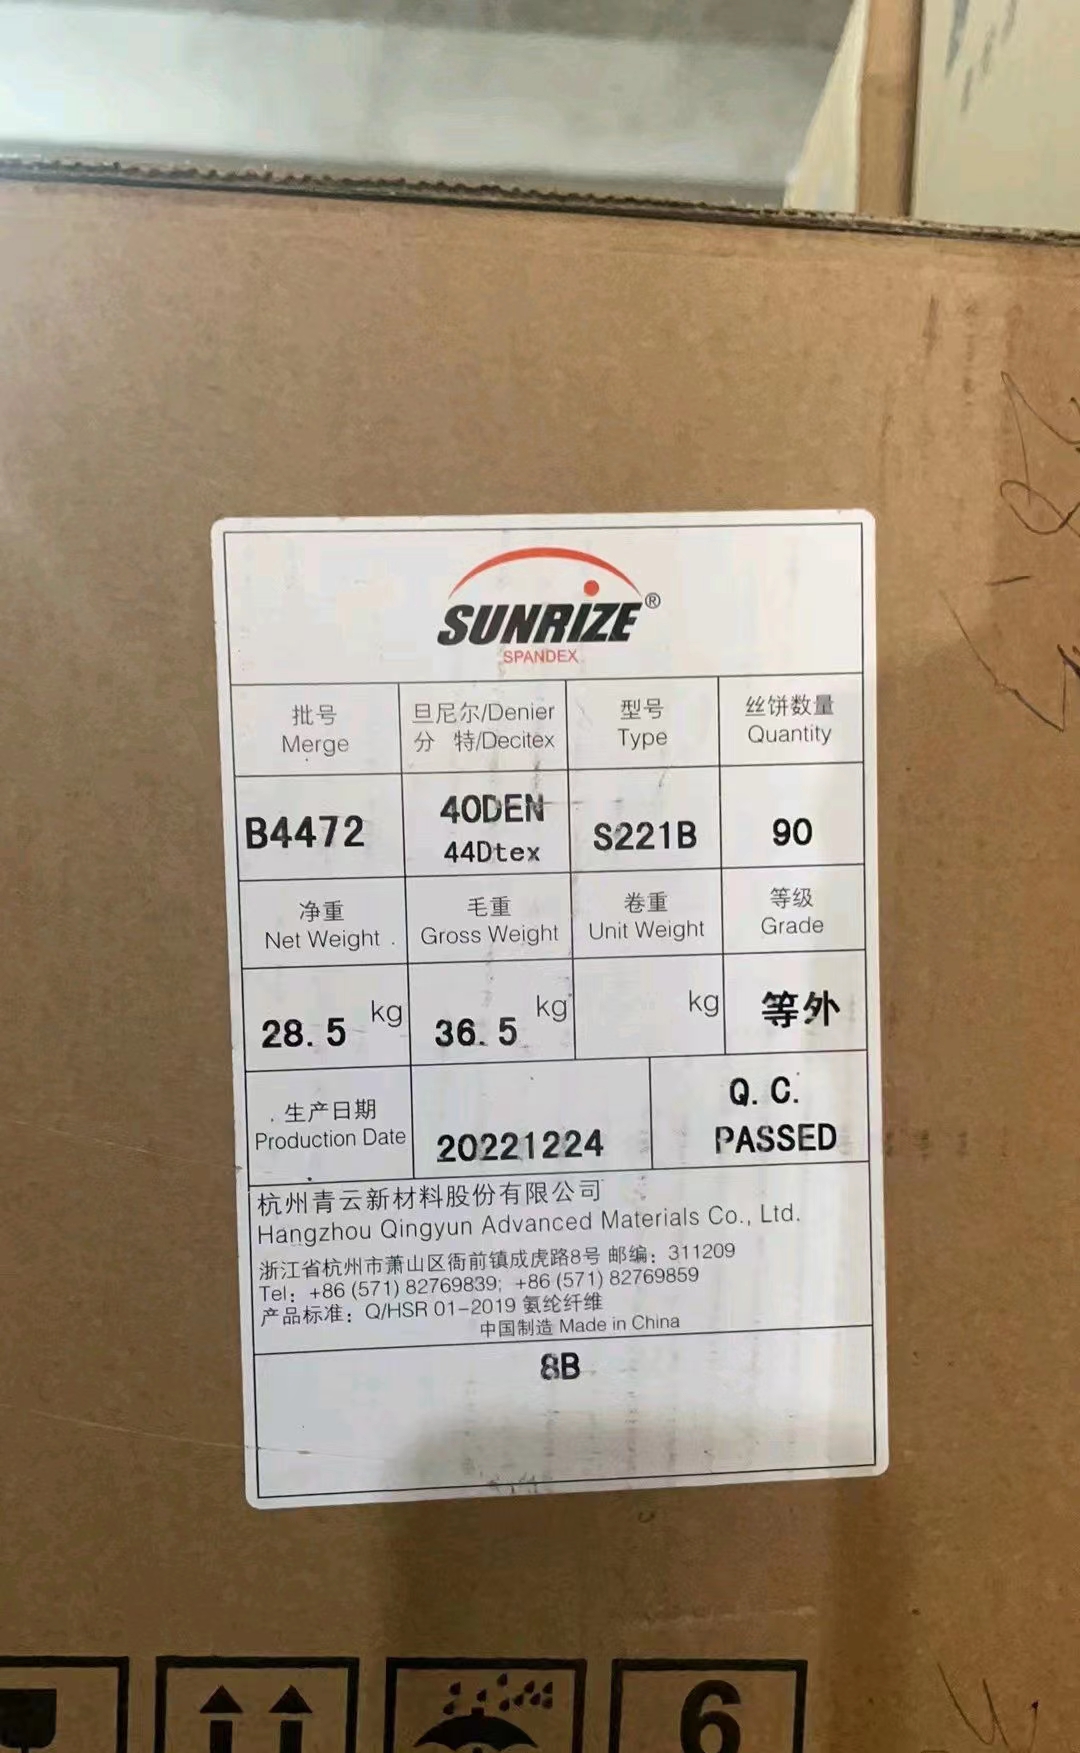 SUNRIZE®
SPANDEX
批号
Merge
旦尼尔/Denier
分 特/Decitex
型号
Type
丝饼数量
Quantity
B4472
40DEN
44Dtex
S221B
90
净重
Net Weight
毛重
Gross Weight
卷重
Unit Weight
等级
Grade
28.5 kg
36.5 kg
kg
等外
生产日期
Production Date
20221224
Q.C.
PASSED
杭州青云新材料股份有限公司
Hangzhou Qingyun Advanced Materials Co., Ltd.
浙江省杭州市萧山区衙前镇成虎路8号 邮编：311209
Tel：+86 (571) 82769839; +86 (571) 82769859
产品标准：Q/HSR 01-2019 氨纶纤维
中国制造 Made in China
8B
6